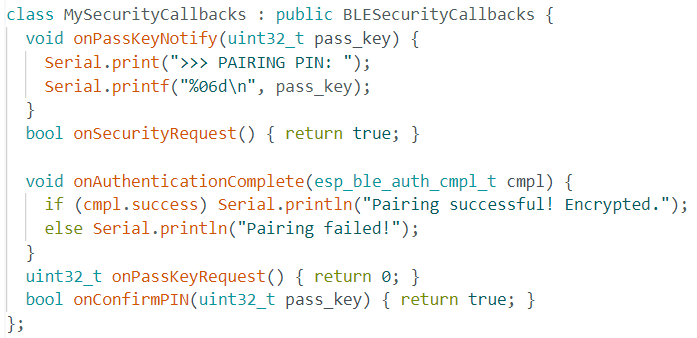 class MySecurityCallbacks : public BLESecurityCallbacks {
  void onPassKeyNotify(uint32_t pass_key) {
    Serial.print(">>> PAIRING PIN: ");
    Serial.printf("%06d\n", pass_key);
  }
  bool onSecurityRequest() { return true; }

  void onAuthenticationComplete(esp_ble_auth_cmpl_t cmpl) {
    if (cmpl.success) Serial.println("Pairing successful! Encrypted.");
    else Serial.println("Pairing failed!");
  }
  uint32_t onPassKeyRequest() { return 0; }
  bool onConfirmPIN(uint32_t pass_key) { return true; }
};